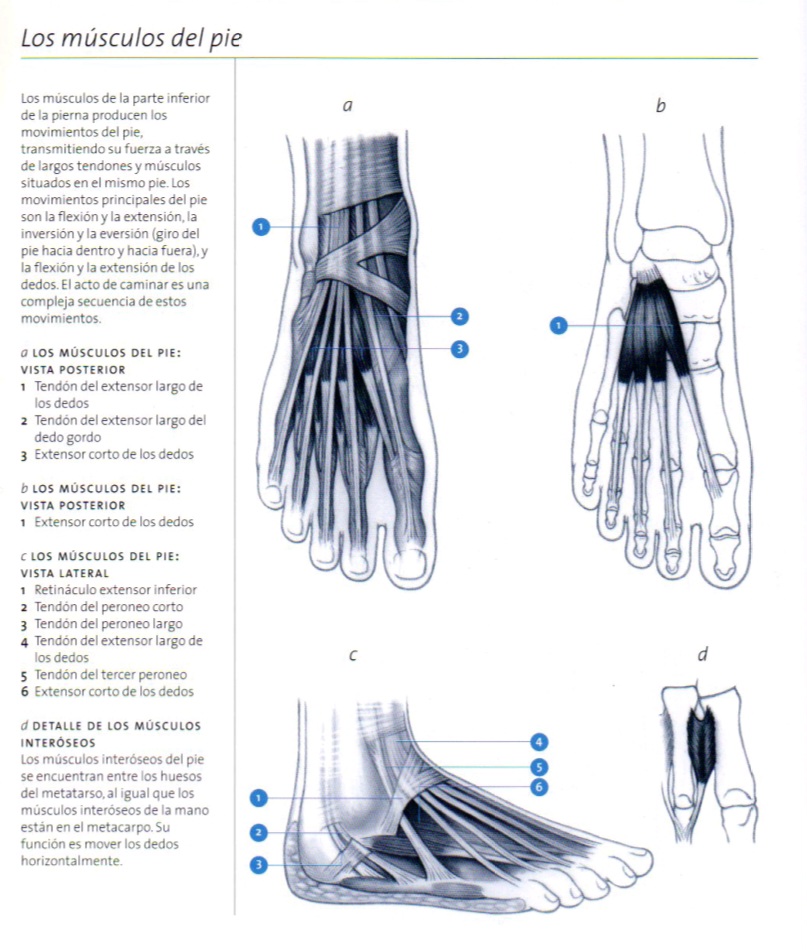 Los músculos del pie
Los músculos de la parte inferior
de la pierna producen los
movimientos del pie,
transmitiendo su fuerza a través
de largos tendones y músculos
situados en el mismo pie. Los
movimientos principales del pie
son la flexión y la extensión, la
inversión y la eversión (giro del
pie hacia dentro y hacia fuera), y
la flexión y la extensión de los
dedos. El acto de caminar es una
compleja secuencia de estos
movimientos.
a LOS MÚSCULOS DEL PIE:
VISTA POSTERIOR
1 Tendón del extensor largo de
los dedos
2 Tendón del extensor largo del
dedo gordo
3 Extensor corto de los dedos
b LOS MÚSCULOS DEL PIE:
VISTA POSTERIOR
1 Extensor corto de los dedos
c LOS MÚSCULOS DEL PIE:
VISTA LATERAL
1 Retináculo extensor inferior
2 Tendón del peroneo corto
3 Tendón del peroneo largo
4 Tendón del extensor largo de
los dedos
5 Tendón del tercer peroneo
6 Extensor corto de los dedos
d DETALLE DE LOS MÚSCULOS
INTERÓSEOS
Los músculos interóseos del pie
se encuentran entre los huesos
del metatarso, al igual que los
músculos interóseos de la mano
están en el metacarpo. Su
función es mover los dedos
horizontalmente.
a
1
2
3
b
1
c
4
5
6
1
2
3
d